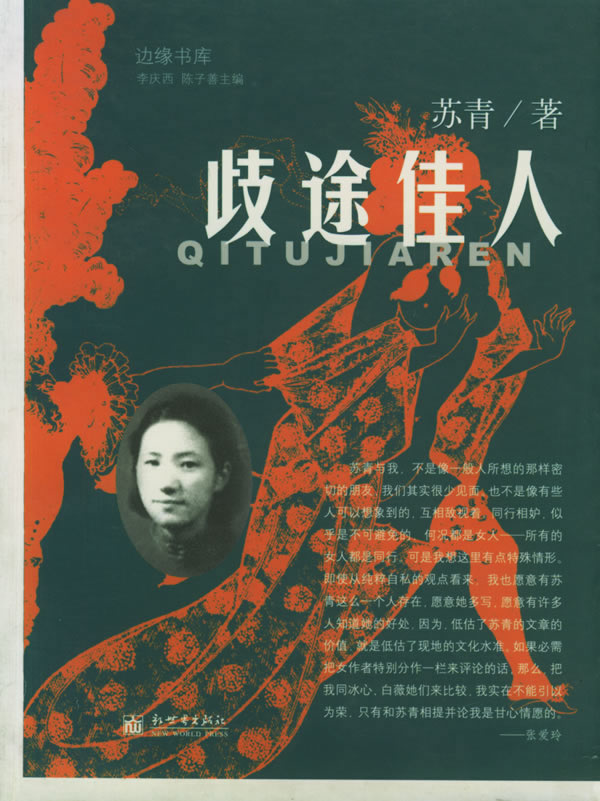 边缘书库
李庆西 陈子善主编
苏青/著
歧途佳人
QITUJIAREN
苏青与我，不是像一般人所想的那样密
切的朋友，我们其实很少见面。也不是像有些
人可以想象到的，互相敌视着。同行相妒，似
乎是不可避免的，何况都是女人——所有的
女人都是同行。可是我想这里有点特殊情形。
即使从纯粹自私的观点看来，我也愿意有苏
青这么一个人存在，愿意她多写，愿意有许多
人知道她的好处，因为，低估了苏青的文章的
价值，就是低估了现地的文化水准。如果必需
把女作者特别分作一栏来评论的话，那么，把
我同冰心、白薇她们来比较，我实在不能引以
为荣，只有和苏青相提并论我是甘心情愿的。
——张爱玲
新世界出版社
NEW WORLD PRESS